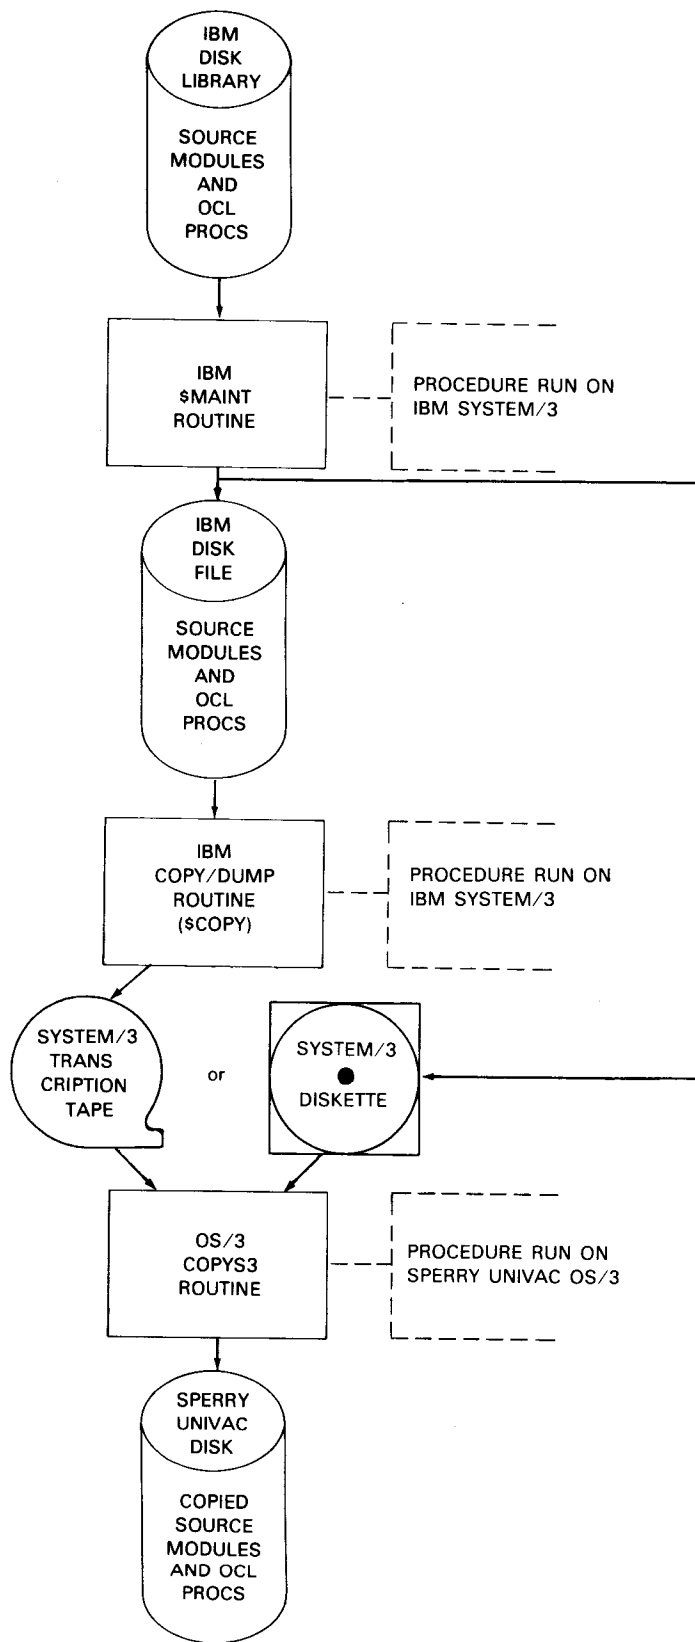 IBM
DISK
LIBRARY
SOURCE
MODULES
AND
OCL
PROCS
IBM
$MAINT
ROUTINE
PROCEDURE RUN ON
IBM SYSTEM/3
IBM
DISK
FILE
SOURCE
MODULES
AND
OCL
PROCS
IBM
COPY/DUMP
ROUTINE
($COPY)
PROCEDURE RUN ON
IBM SYSTEM/3
SYSTEM/3
TRANS
CRIPTION
TAPE
or
SYSTEM/3
DISKETTE
OS/3
COPYS3
ROUTINE
PROCEDURE RUN ON
SPERRY UNIVAC OS/3
SPERRY
UNIVAC
DISK
COPIED
SOURCE
MODULES
AND OCL
PROCS